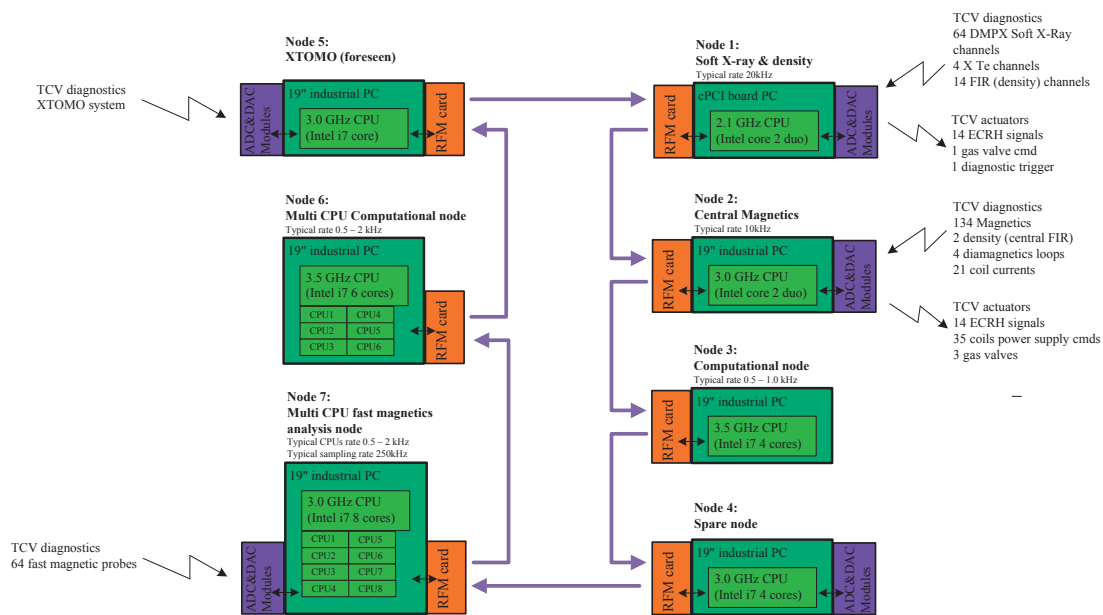 Node 5:
XTOMO (foreseen)
TCV diagnostics
XTOMO system
ADC&DAC
Modules
19" industrial PC
3.0 GHz CPU
(Intel i7 core)
RFM card
Node 6:
Multi CPU Computational node
Typical rate 0.5 – 2 kHz
19" industrial PC
3.5 GHz CPU
(Intel i7 6 cores)
CPU1 CPU4
CPU2 CPU5
CPU3 CPU6
RFM card
Node 7:
Multi CPU fast magnetics
analysis node
Typical CPUs rate 0.5 – 2 kHz
Typical sampling rate 250kHz
19" industrial PC
3.0 GHz CPU
(Intel i7 8 cores)
CPU1 CPU5
CPU2 CPU6
CPU3 CPU7
CPU4 CPU8
RFM card
ADC&DAC
Modules
TCV diagnostics
64 fast magnetic probes
Node 1:
Soft X-ray & density
Typical rate 20kHz
cPCI board PC
2.1 GHz CPU
(Intel core 2 duo)
RFM card
ADC&DAC
Modules
TCV diagnostics
64 DMPX Soft X-Ray
channels
4 X Te channels
14 FIR (density) channels
TCV actuators
14 ECRH signals
1 gas valve cmd
1 diagnostic trigger
Node 2:
Central Magnetics
Typical rate 10kHz
19" industrial PC
3.0 GHz CPU
(Intel core 2 duo)
RFM card
ADC&DAC
Modules
TCV diagnostics
134 Magnetics
2 density (central FIR)
4 diamagnetics loops
21 coil currents
TCV actuators
14 ECRH signals
35 coils power supply cmds
3 gas valves
–
Node 3:
Computational node
Typical rate 0.5 – 1.0 kHz
19" industrial PC
3.5 GHz CPU
(Intel i7 4 cores)
RFM card
Node 4:
Spare node
19" industrial PC
3.0 GHz CPU
(Intel i7 4 cores)
RFM card
ADC&DAC
Modules